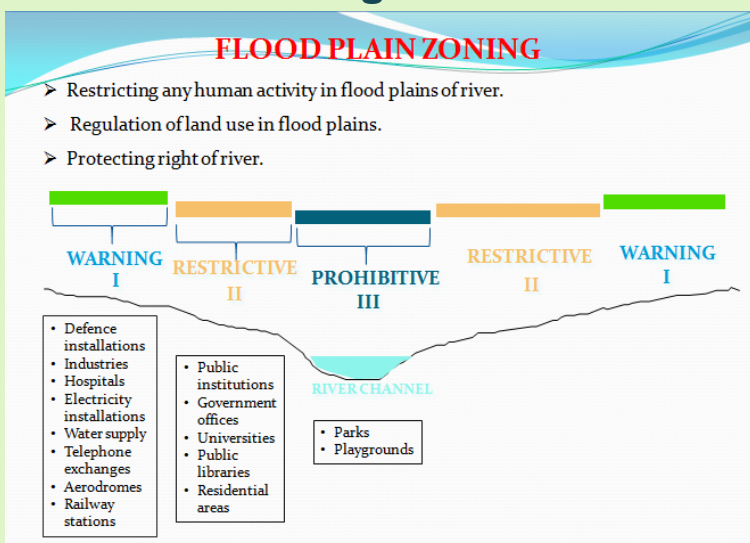 FLOOD PLAIN ZONING
➢ Restricting any human activity in flood plains of river.
➢ Regulation of land use in flood plains.
➢ Protecting right of river.
WARNING
I
RESTRICTIVE
II
PROHIBITIVE
III
RESTRICTIVE
II
WARNING
I
• Defence
installations
• Industries
• Hospitals
• Electricity
installations
• Water supply
• Telephone
exchanges
• Aerodromes
• Railway
stations
• Public
institutions
• Government
offices
• Universities
• Public
libraries
• Residential
areas
RIVER CHANNEL
• Parks
• Playgrounds